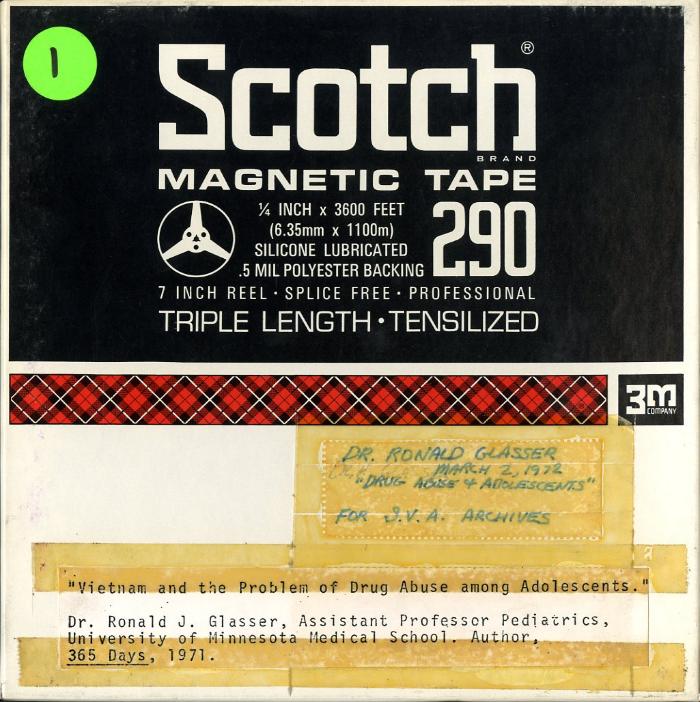 1
Scotch®
BRAND
MAGNETIC TAPE
¼ INCH x 3600 FEET
(6.35mm x 1100m)
SILICONE LUBRICATED
.5 MIL POLYESTER BACKING
290
7 INCH REEL · SPLICE FREE · PROFESSIONAL
TRIPLE LENGTH • TENSILIZED
3M
COMPANY
DR. RONALD GLASSER
MARCH 2, 1972
"DRUG ABUSE & ADOLESCENTS"
FOR S.V.A. ARCHIVES
"Vietnam and the Problem of Drug Abuse among Adolescents."
Dr. Ronald J. Glasser, Assistant Professor Pediatrics,
University of Minnesota Medical School. Author,
365 Days, 1971.